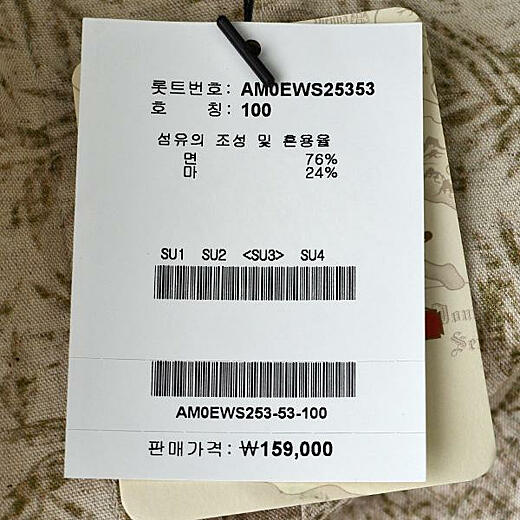 롯트번호: AM0EWS25353
호 칭: 100
섬유의 조성 및 혼용율
면 76%
마 24%
SU1 SU2 <SU3> SU4
AM0EWS253-53-100
판매가격: ₩159,000